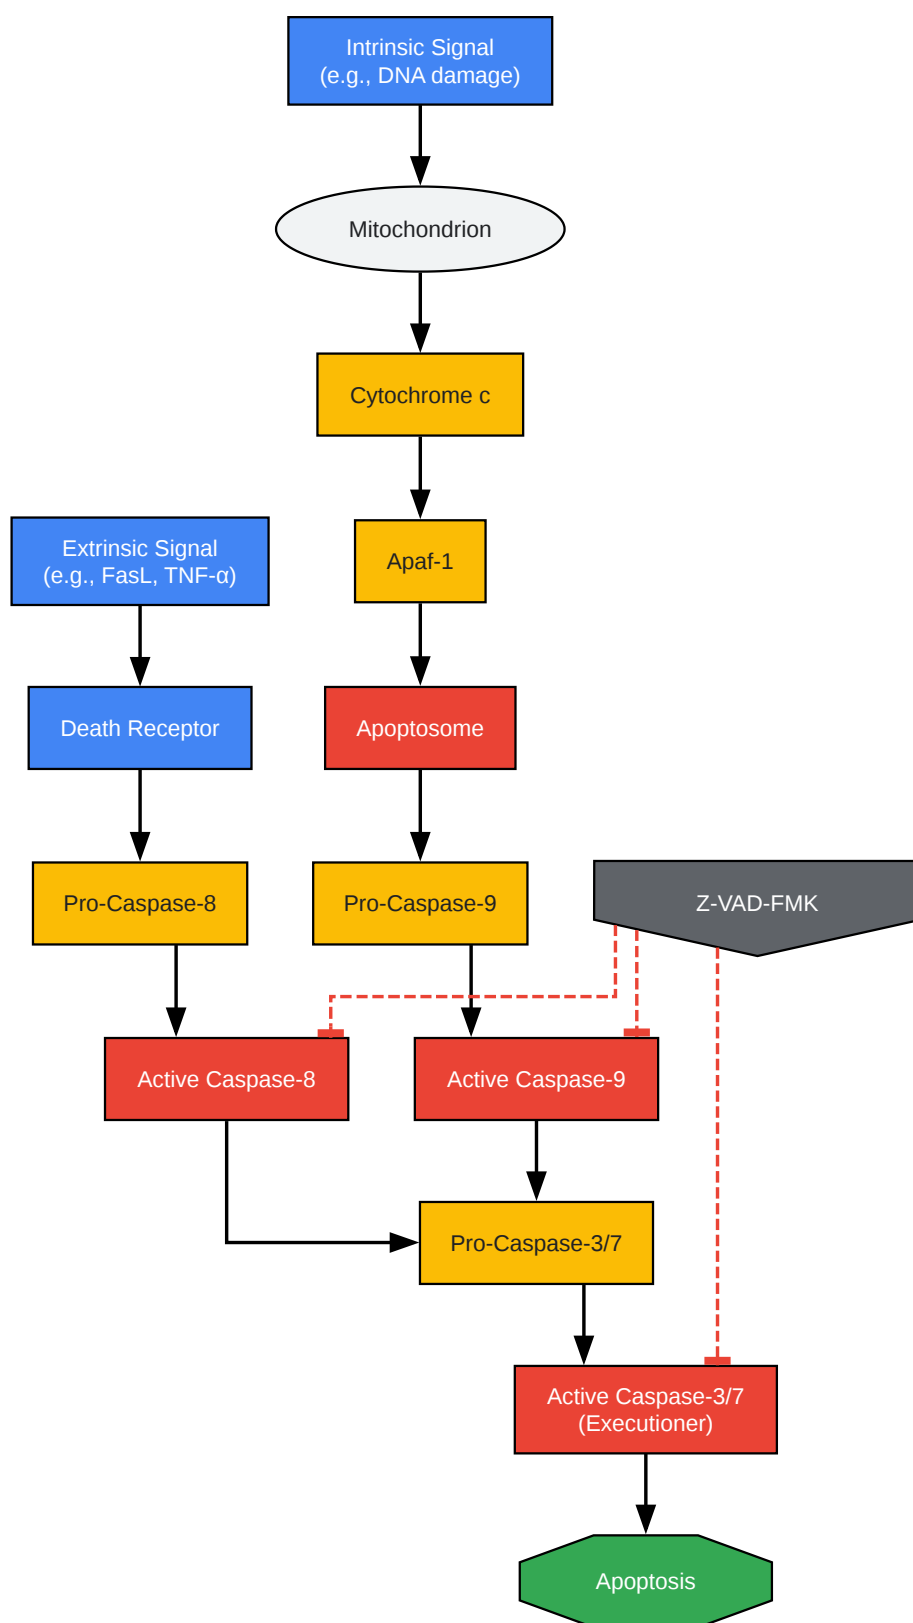 Intrinsic Signal
(e.g., DNA damage)
Mitochondrion
Cytochrome c
Extrinsic Signal
(e.g., FasL, TNF-α)
Apaf-1
Death Receptor
Apoptosome
Pro-Caspase-8
Pro-Caspase-9
Z-VAD-FMK
Active Caspase-8
Active Caspase-9
Pro-Caspase-3/7
Active Caspase-3/7
(Executioner)
Apoptosis